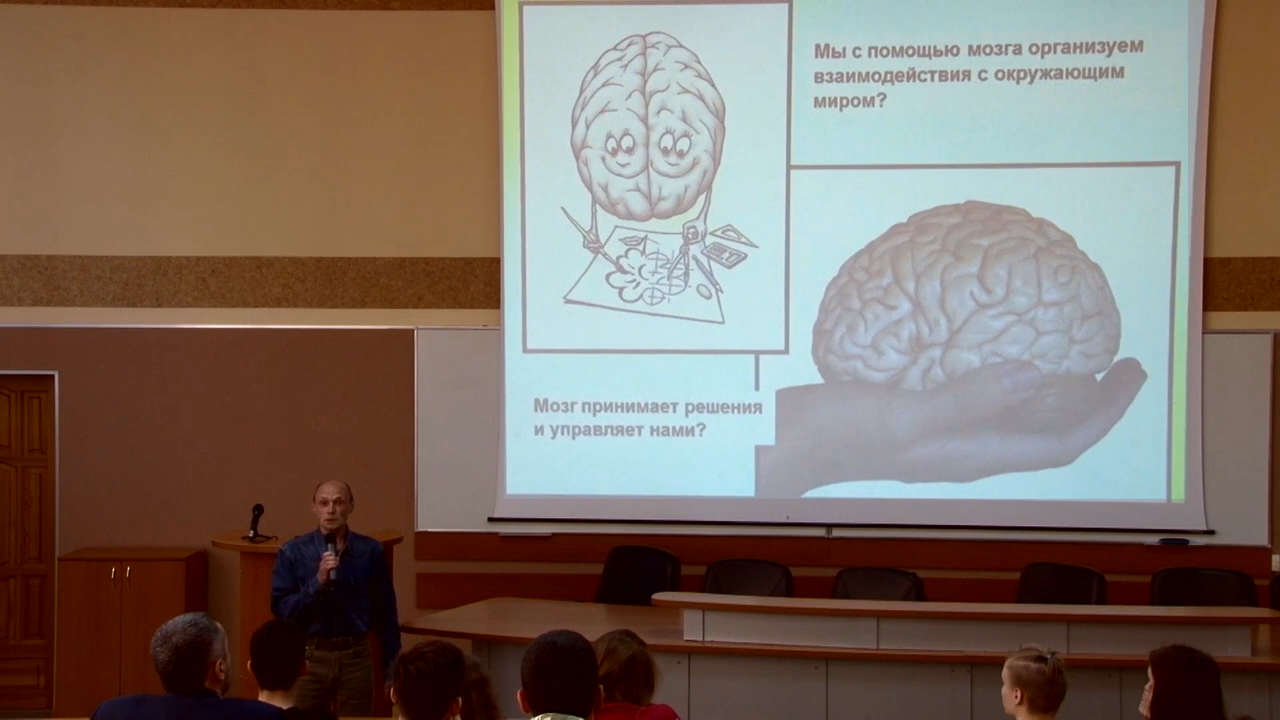 Мы с помощью мозга организуем
взаимодействия с окружающим
миром?
Мозг принимает решения
и управляет нами?